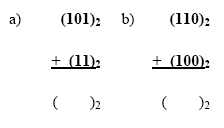 a) (101)₂ b) (110)₂
+ (11)₂ + (100)₂
( )₂ ( )₂